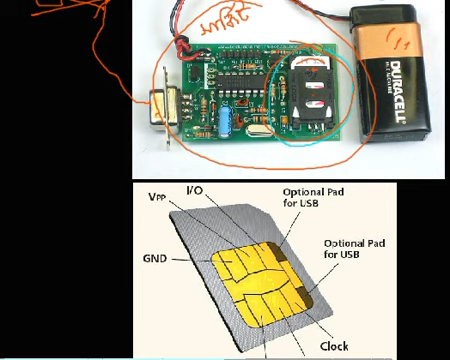 সার্কিট
DURACELL
I/O
VPP
Optional Pad
for USB
GND
Optional Pad
for USB
Clock